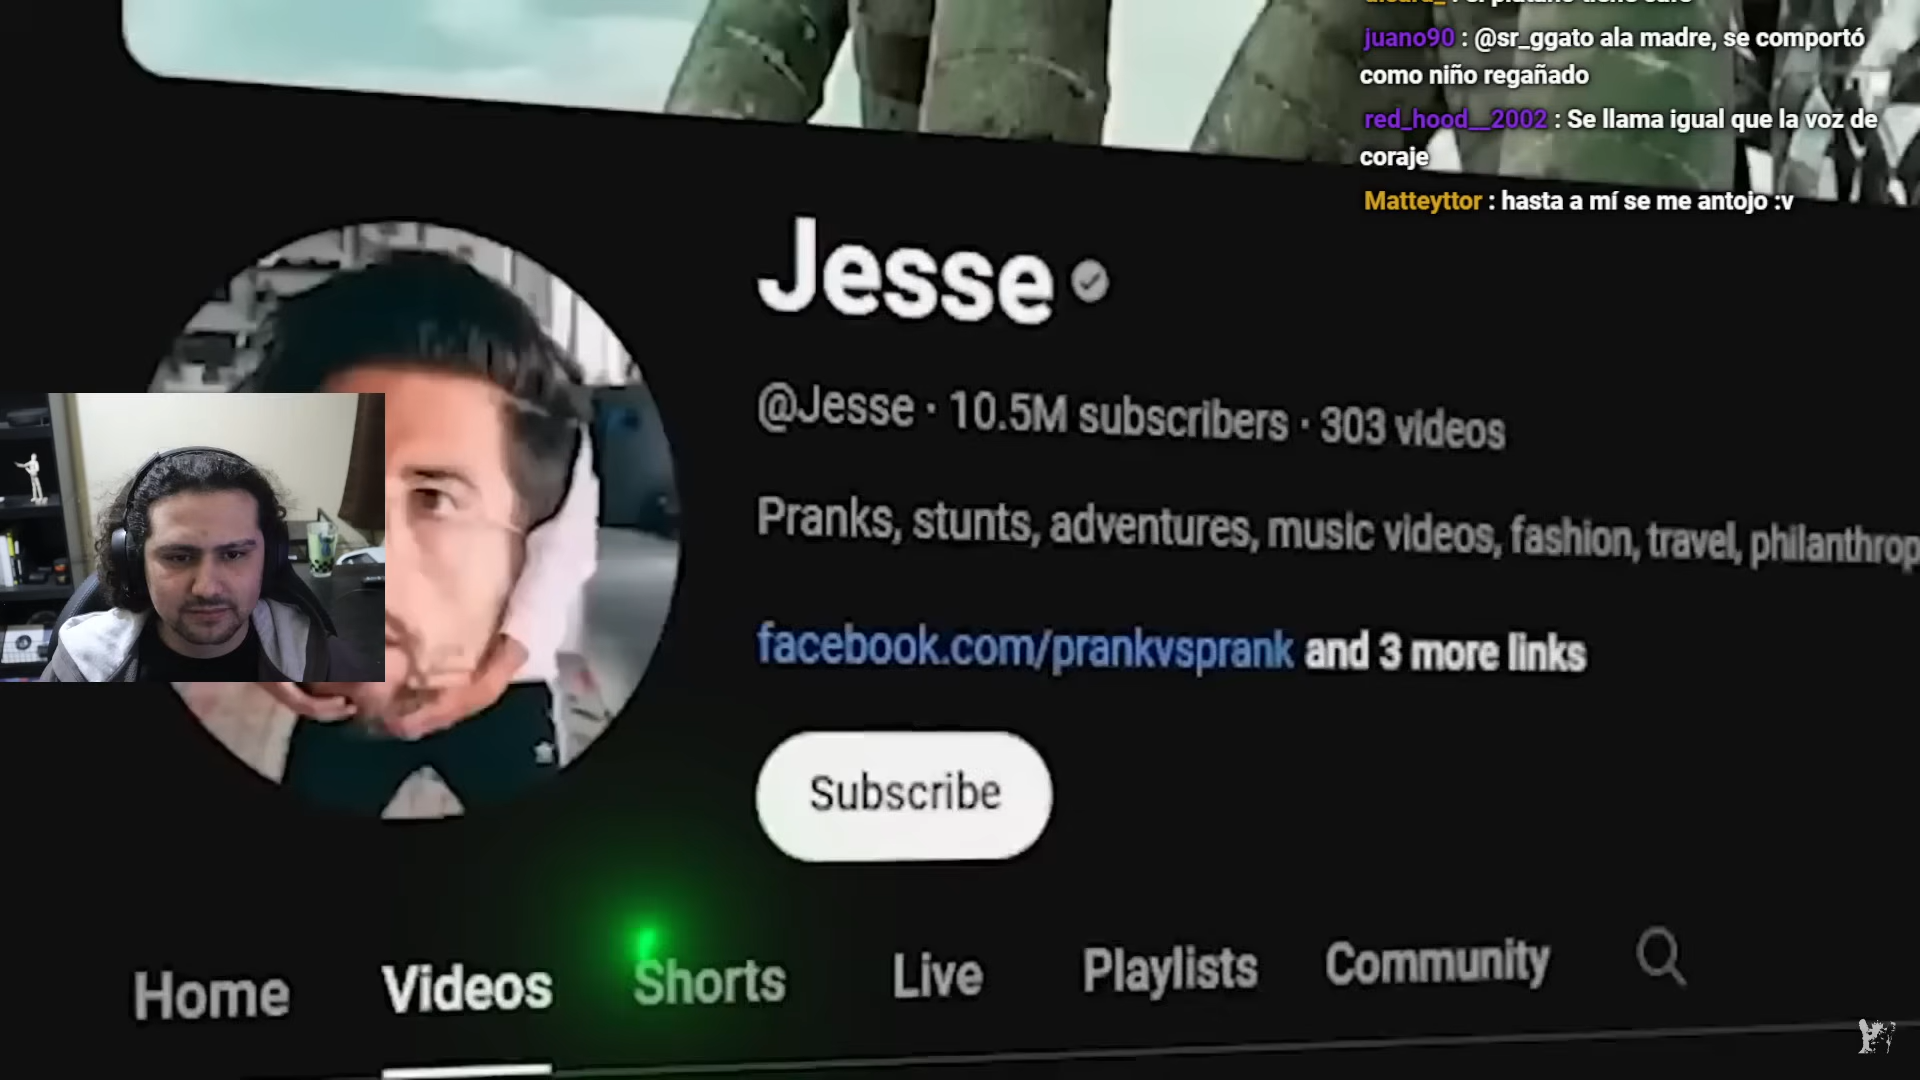 juano90 : @sr_ggato ala madre, se comportó
como niño regañado
red_hood__2002 : Se llama igual que la voz de
coraje
Matteyttor : hasta a mí se me antojo :v
Jesse
@Jesse · 10.5M subscribers · 303 videos
Pranks, stunts, adventures, music videos, fashion, travel, philanthrop
facebook.com/prankvsprank and 3 more links
Subscribe
Home Videos Shorts Live Playlists Community